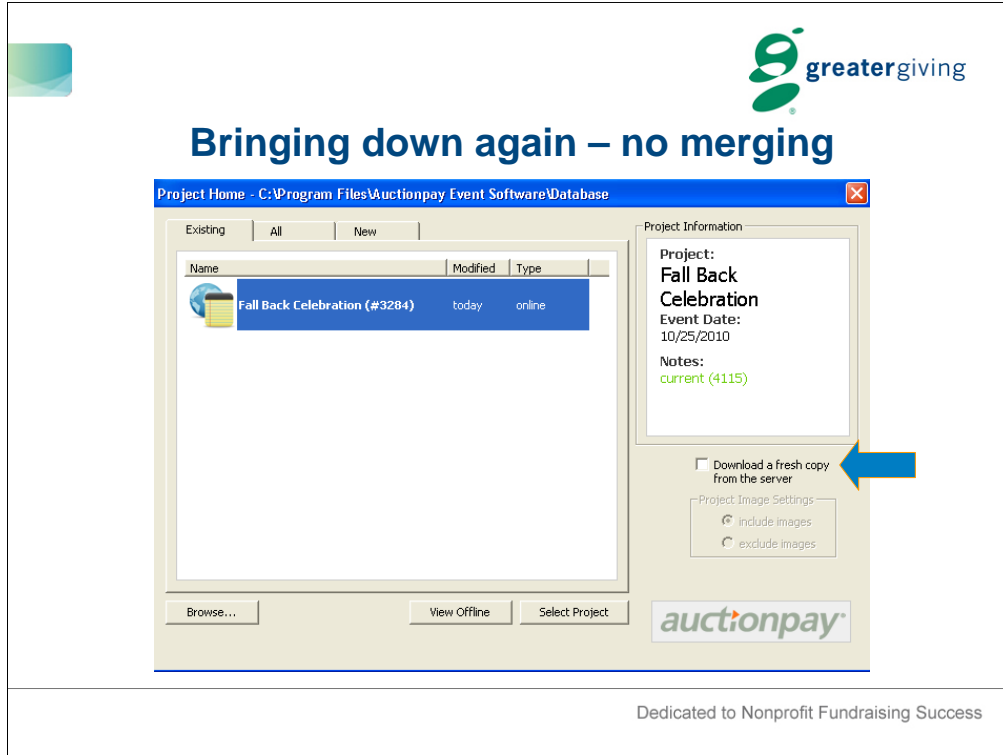 greatergiving
Bringing down again – no merging
Project Home - C:\Program Files\Auctionpay Event Software\Database
Existing All New
Name Modified Type
Fall Back Celebration (#3284) today online
Project Information
Project:
Fall Back
Celebration
Event Date:
10/25/2010
Notes:
current (4115)
Download a fresh copy
from the server
Project Image Settings
include images
exclude images
Browse... View Offline Select Project
auctionpay
Dedicated to Nonprofit Fundraising Success